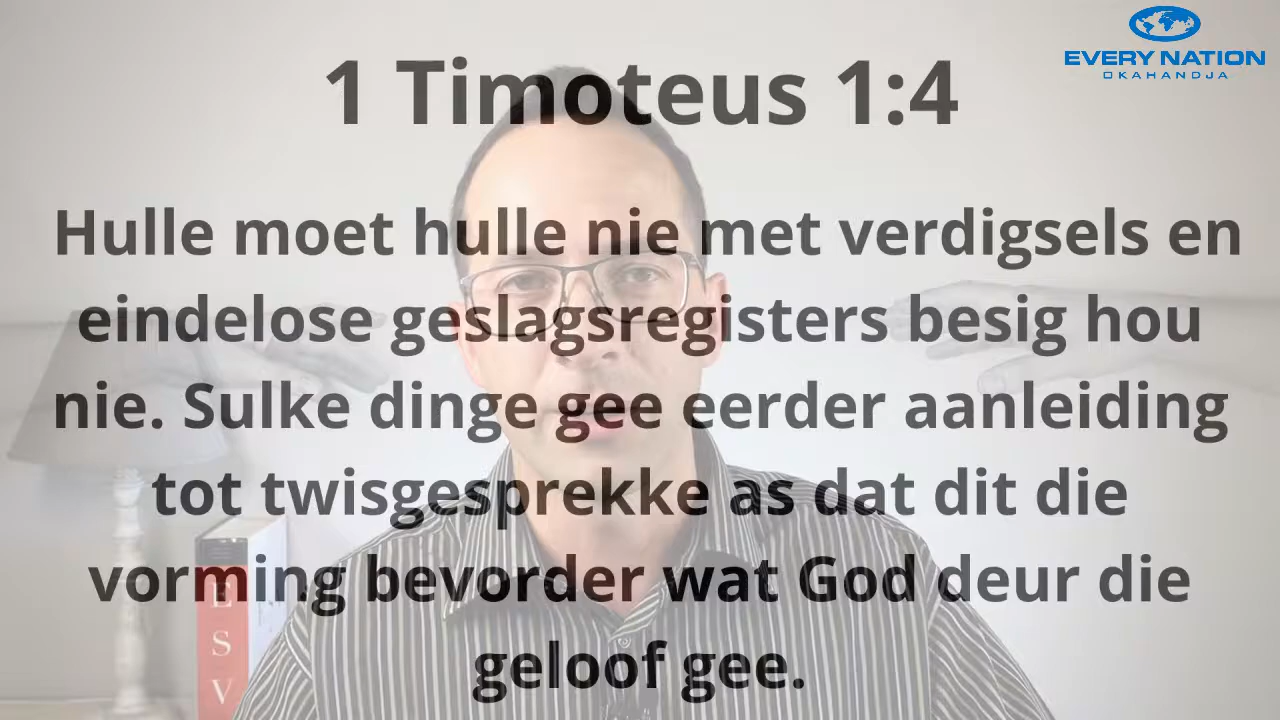 EVERY NATION
OKAHANDJA
1 Timoteus 1:4
Hulle moet hulle nie met verdigsels en
eindelose geslagsregisters besig hou
nie. Sulke dinge gee eerder aanleiding
tot twisgesprekke as dat dit die
vorming bevorder wat God deur die
geloof gee.
E
S
V